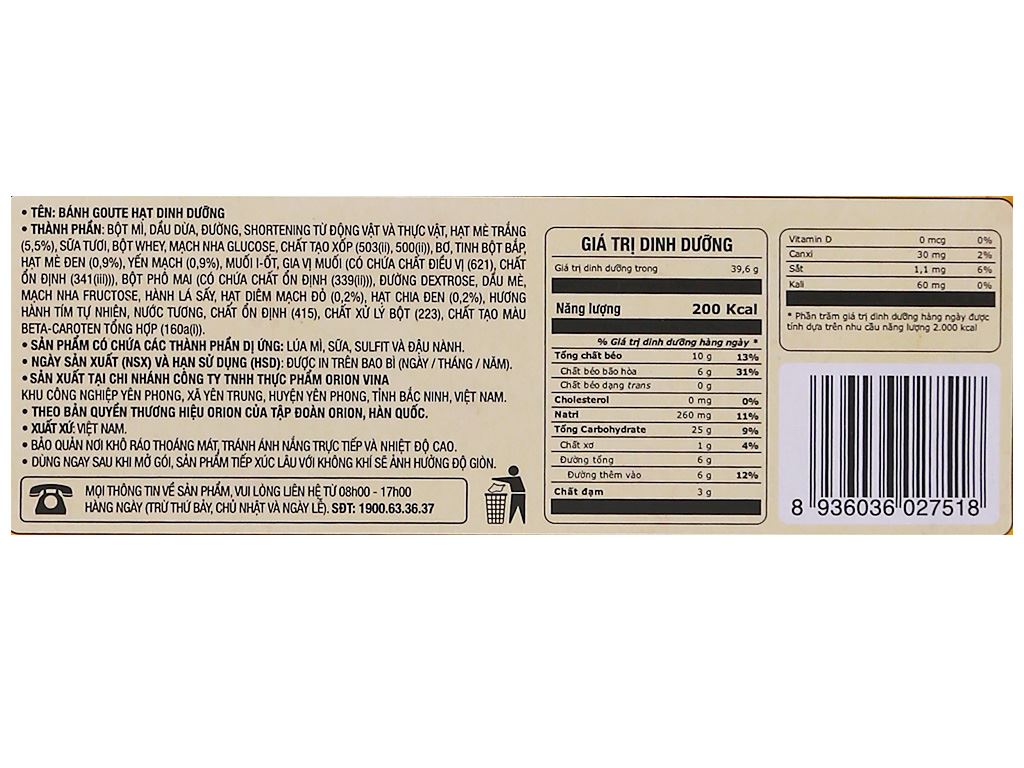 • TÊN: BÁNH GOUTE HẠT DINH DƯỠNG
• THÀNH PHẦN: BỘT MÌ, DẦU DỪA, ĐƯỜNG, SHORTENING TỪ ĐỘNG VẬT VÀ THỰC VẬT, HẠT MÈ TRẮNG
(5,5%), SỮA TƯƠI, BỘT WHEY, MẠCH NHA GLUCOSE, CHẤT TẠO XỐP (503(ii), 500(ii)), BƠ, TINH BỘT BẮP,
HẠT MÈ ĐEN (0,9%), YẾN MẠCH (0,9%), MUỐI I-ỐT, GIA VỊ MUỐI (CÓ CHỨA CHẤT ĐIỀU VỊ (621), CHẤT
ỔN ĐỊNH (341(iii))), BỘT PHÔ MAI (CÓ CHỨA CHẤT ỔN ĐỊNH (339(ii))), ĐƯỜNG DEXTROSE, DẦU MÈ,
MẠCH NHA FRUCTOSE, HÀNH LÁ SẤY, HẠT DIÊM MẠCH ĐỎ (0,2%), HẠT CHIA ĐEN (0,2%), HƯƠNG
HÀNH TÍM TỰ NHIÊN, NƯỚC TƯƠNG, CHẤT ỔN ĐỊNH (415), CHẤT XỬ LÝ BỘT (223), CHẤT TẠO MÀU
BETA-CAROTEN TỔNG HỢP (160a(i)).
• SẢN PHẨM CÓ CHỨA CÁC THÀNH PHẦN DỊ ỨNG: LÚA MÌ, SỮA, SULFIT VÀ ĐẬU NÀNH.
• NGÀY SẢN XUẤT (NSX) VÀ HẠN SỬ DỤNG (HSD): ĐƯỢC IN TRÊN BAO BÌ (NGÀY / THÁNG / NĂM).
• SẢN XUẤT TẠI CHI NHÁNH CÔNG TY TNHH THỰC PHẨM ORION VINA
KHU CÔNG NGHIỆP YÊN PHONG, XÃ YÊN TRUNG, HUYỆN YÊN PHONG, TỈNH BẮC NINH, VIỆT NAM.
• THEO BẢN QUYỀN THƯƠNG HIỆU ORION CỦA TẬP ĐOÀN ORION, HÀN QUỐC.
• XUẤT XỨ: VIỆT NAM.
• BẢO QUẢN NƠI KHÔ RÁO THOÁNG MÁT, TRÁNH ÁNH NẮNG TRỰC TIẾP VÀ NHIỆT ĐỘ CAO.
• DÙNG NGAY SAU KHI MỞ GÓI, SẢN PHẨM TIẾP XÚC LÂU VỚI KHÔNG KHÍ SẼ ẢNH HƯỞNG ĐỘ GIÒN.
MỌI THÔNG TIN VỀ SẢN PHẨM, VUI LÒNG LIÊN HỆ TỪ 08h00 - 17h00
HÀNG NGÀY (TRỪ THỨ BẢY, CHỦ NHẬT VÀ NGÀY LỄ). SĐT: 1900.63.36.37
GIÁ TRỊ DINH DƯỠNG
Giá trị dinh dưỡng trong 39,6 g
Năng lượng 200 Kcal
% Giá trị dinh dưỡng hàng ngày *
Tổng chất béo 10 g 13%
Chất béo bão hòa 6 g 31%
Chất béo dạng trans 0 g
Cholesterol 0 mg 0%
Natri 260 mg 11%
Tổng Carbohydrate 25 g 9%
Chất xơ 1 g 4%
Đường tổng 6 g
Đường thêm vào 6 g 12%
Chất đạm 3 g
Vitamin D 0 mcg 0%
Canxi 30 mg 2%
Sắt 1,1 mg 6%
Kali 60 mg 0%
* Phần trăm giá trị dinh dưỡng hàng ngày được
tính dựa trên nhu cầu năng lượng 2.000 kcal
8 936036 027518